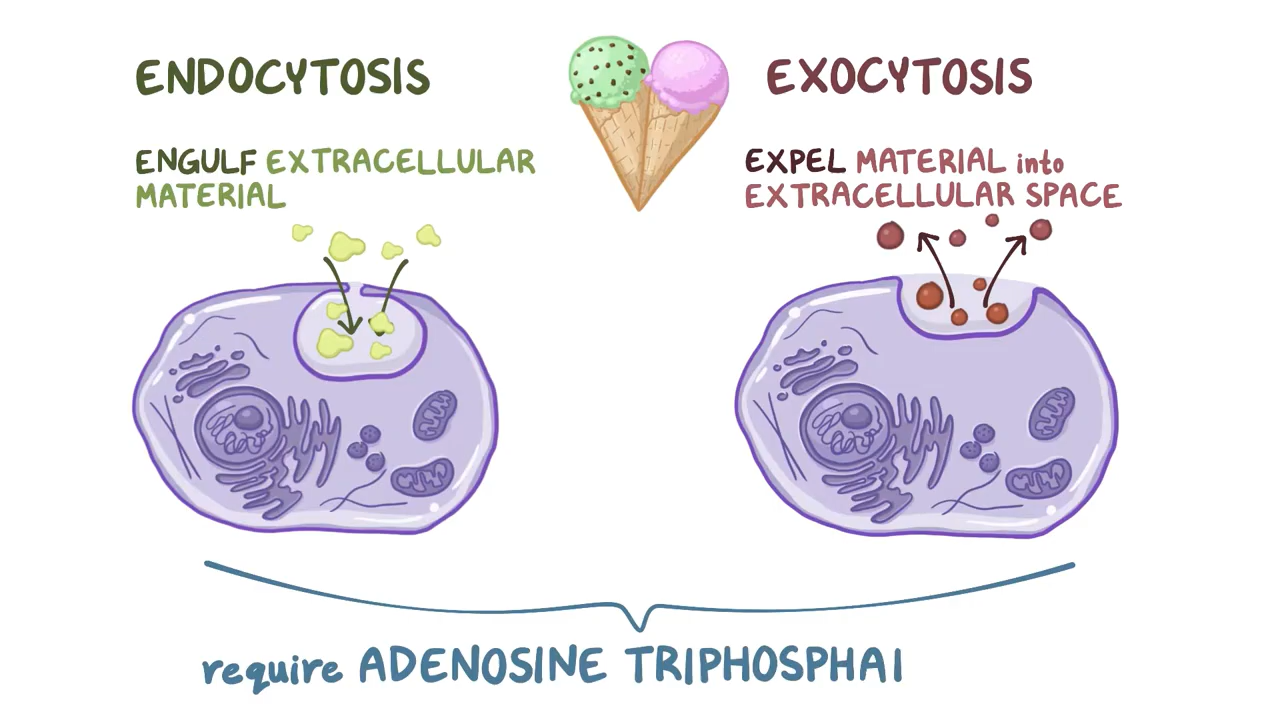 ENDOCYTOSIS
ENGULF EXTRACELLULAR
MATERIAL
EXOCYTOSIS
EXPEL MATERIAL into
EXTRACELLULAR SPACE
require ADENOSINE TRIPHOSPHAI